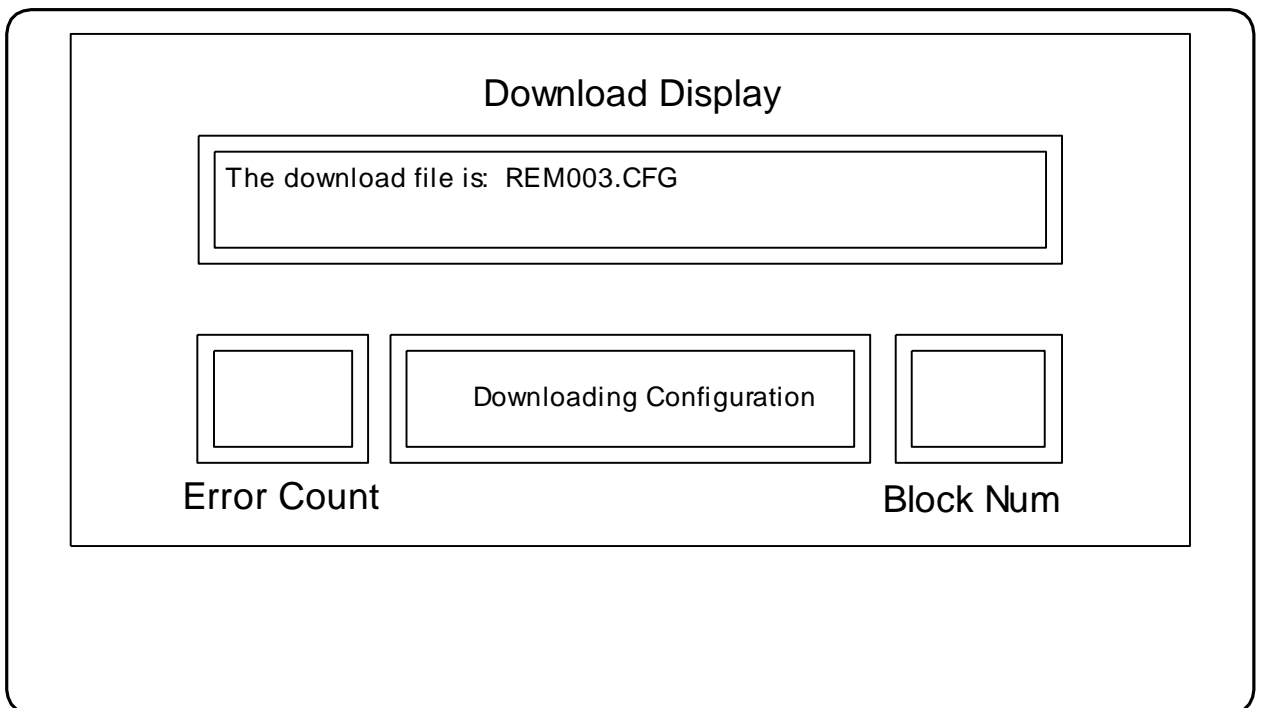 Download Display
The download file is: REM003.CFG
Downloading Configuration
Error Count
Block Num